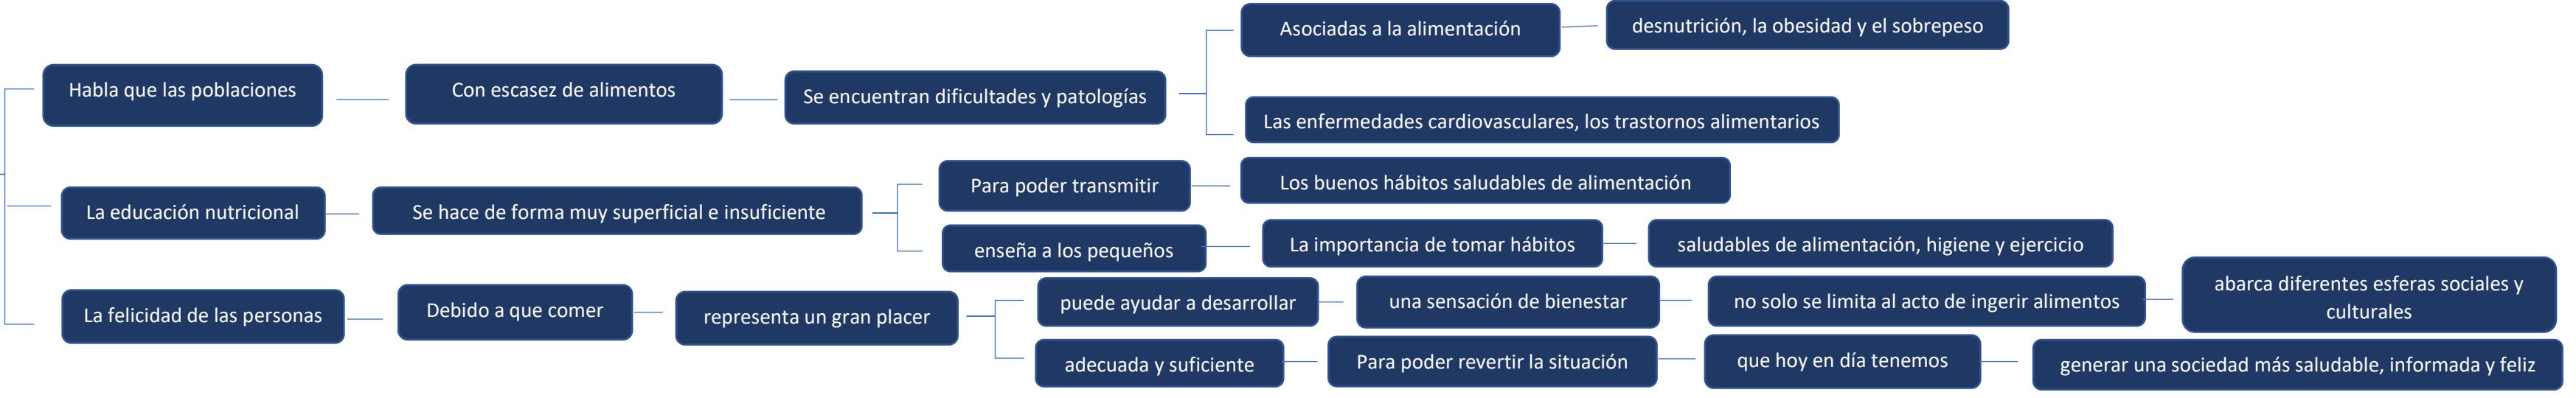 Habla que las poblaciones
Con escasez de alimentos
Se encuentran dificultades y patologías
Asociadas a la alimentación
desnutrición, la obesidad y el sobrepeso
Las enfermedades cardiovasculares, los trastornos alimentarios
La educación nutricional
Se hace de forma muy superficial e insuficiente
Para poder transmitir
Los buenos hábitos saludables de alimentación
enseña a los pequeños
La importancia de tomar hábitos
saludables de alimentación, higiene y ejercicio
La felicidad de las personas
Debido a que comer
representa un gran placer
puede ayudar a desarrollar
una sensación de bienestar
no solo se limita al acto de ingerir alimentos
abarca diferentes esferas sociales y
culturales
adecuada y suficiente
Para poder revertir la situación
que hoy en día tenemos
generar una sociedad más saludable, informada y feliz